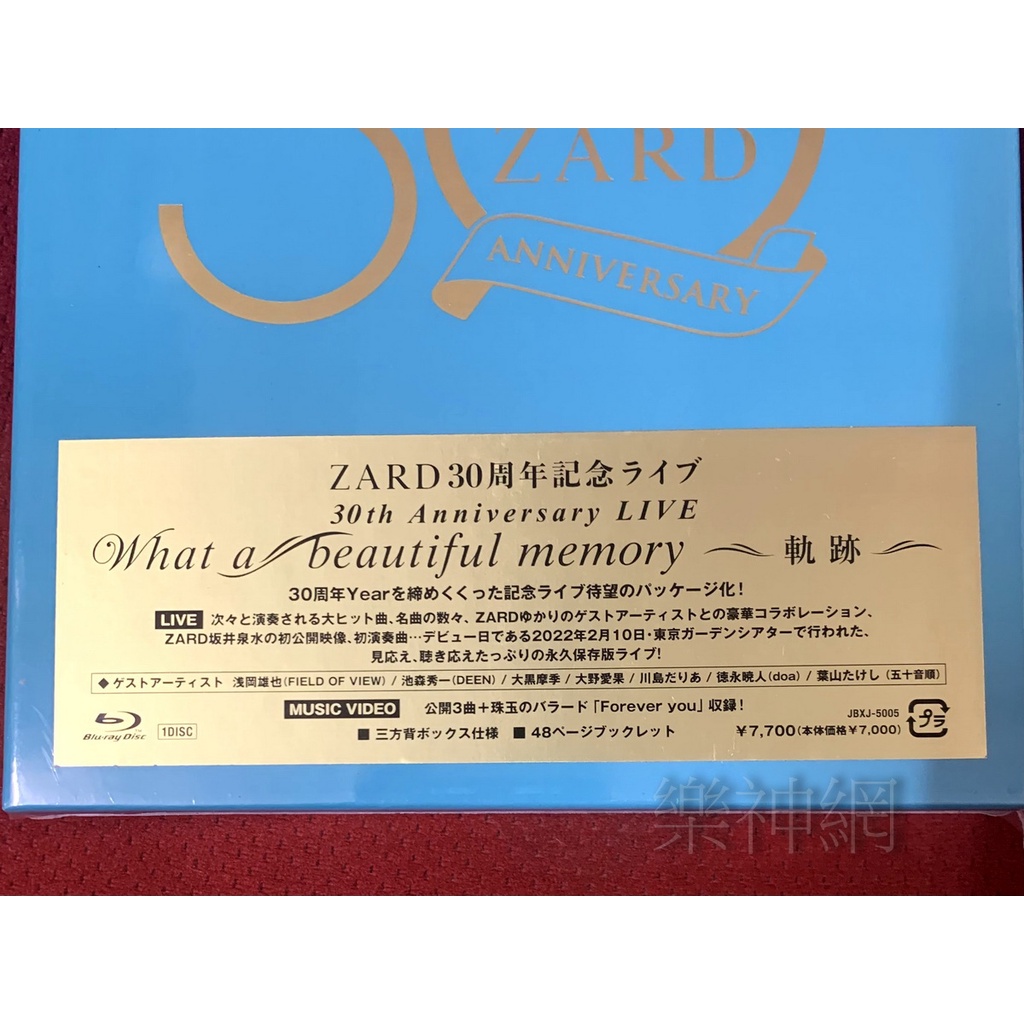 30
ZARD
ANNIVERSARY
ZARD 30周年記念ライブ
30th Anniversary LIVE
What a beautiful memory ～軌跡～
30周年Yearを締めくくった記念ライブ待望のパッケージ化！
LIVE 次々と演奏される大ヒット曲、名曲の数々、ZARDゆかりのゲストアーティストとの豪華コラボレーション、
ZARD坂井泉水の初公開映像、初演奏曲…デビュー日である2022年2月10日・東京ガーデンシアターで行われた、
見応え、聴き応えたっぷりの永久保存版ライブ！
◆ゲストアーティスト 浅岡雄也(FIELD OF VIEW) / 池森秀一(DEEN) / 大黒摩季 / 大野愛果 / 川島だりあ / 徳永暁人(doa) / 葉山たけし (五十音順)
MUSIC VIDEO 公開3曲＋珠玉のバラード「Forever you」収録！
Blu-ray Disc™ 1DISC ■ 三方背ボックス仕様 ■ 48ページブックレット
JBXJ-5005
¥7,700(本体価格¥7,000) プラ
樂神網